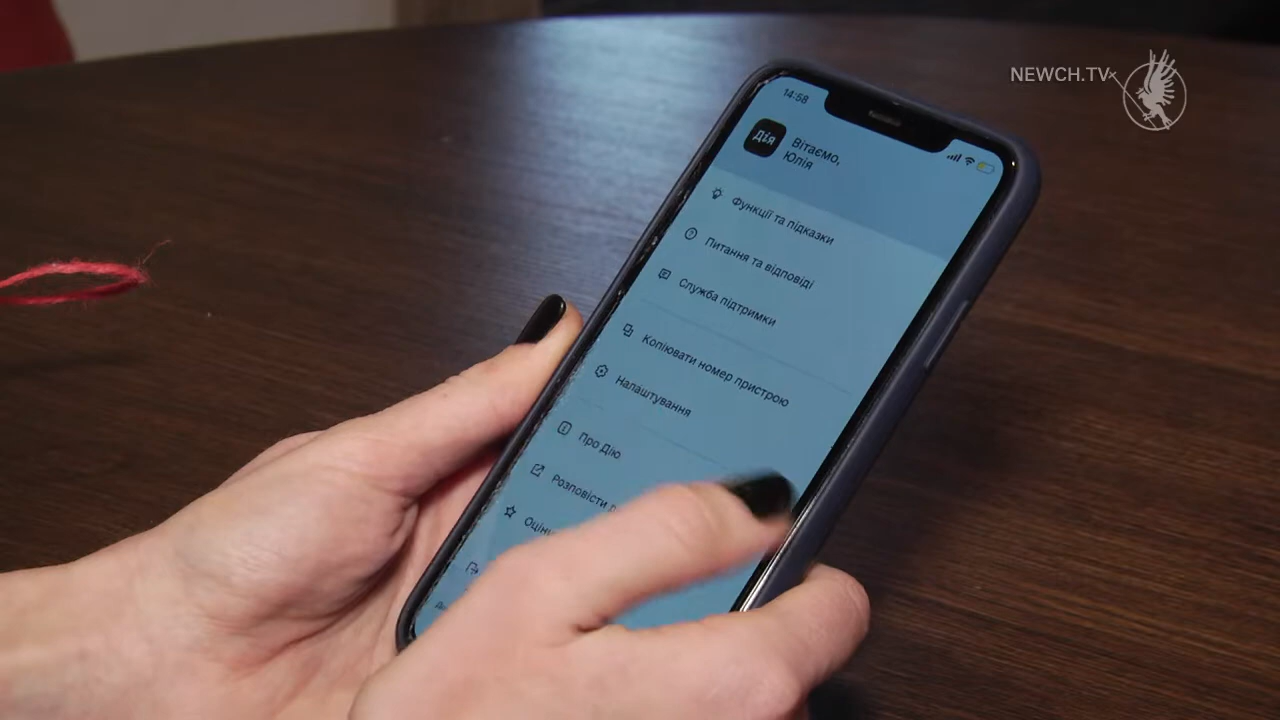 NEWCH.TV
14:58
Дія
Вітаємо,
Юлія
Функції та підказки
Питання та відповіді
Служба підтримки
Копіювати номер пристрою
Налаштування
Про Дію
Розповісти